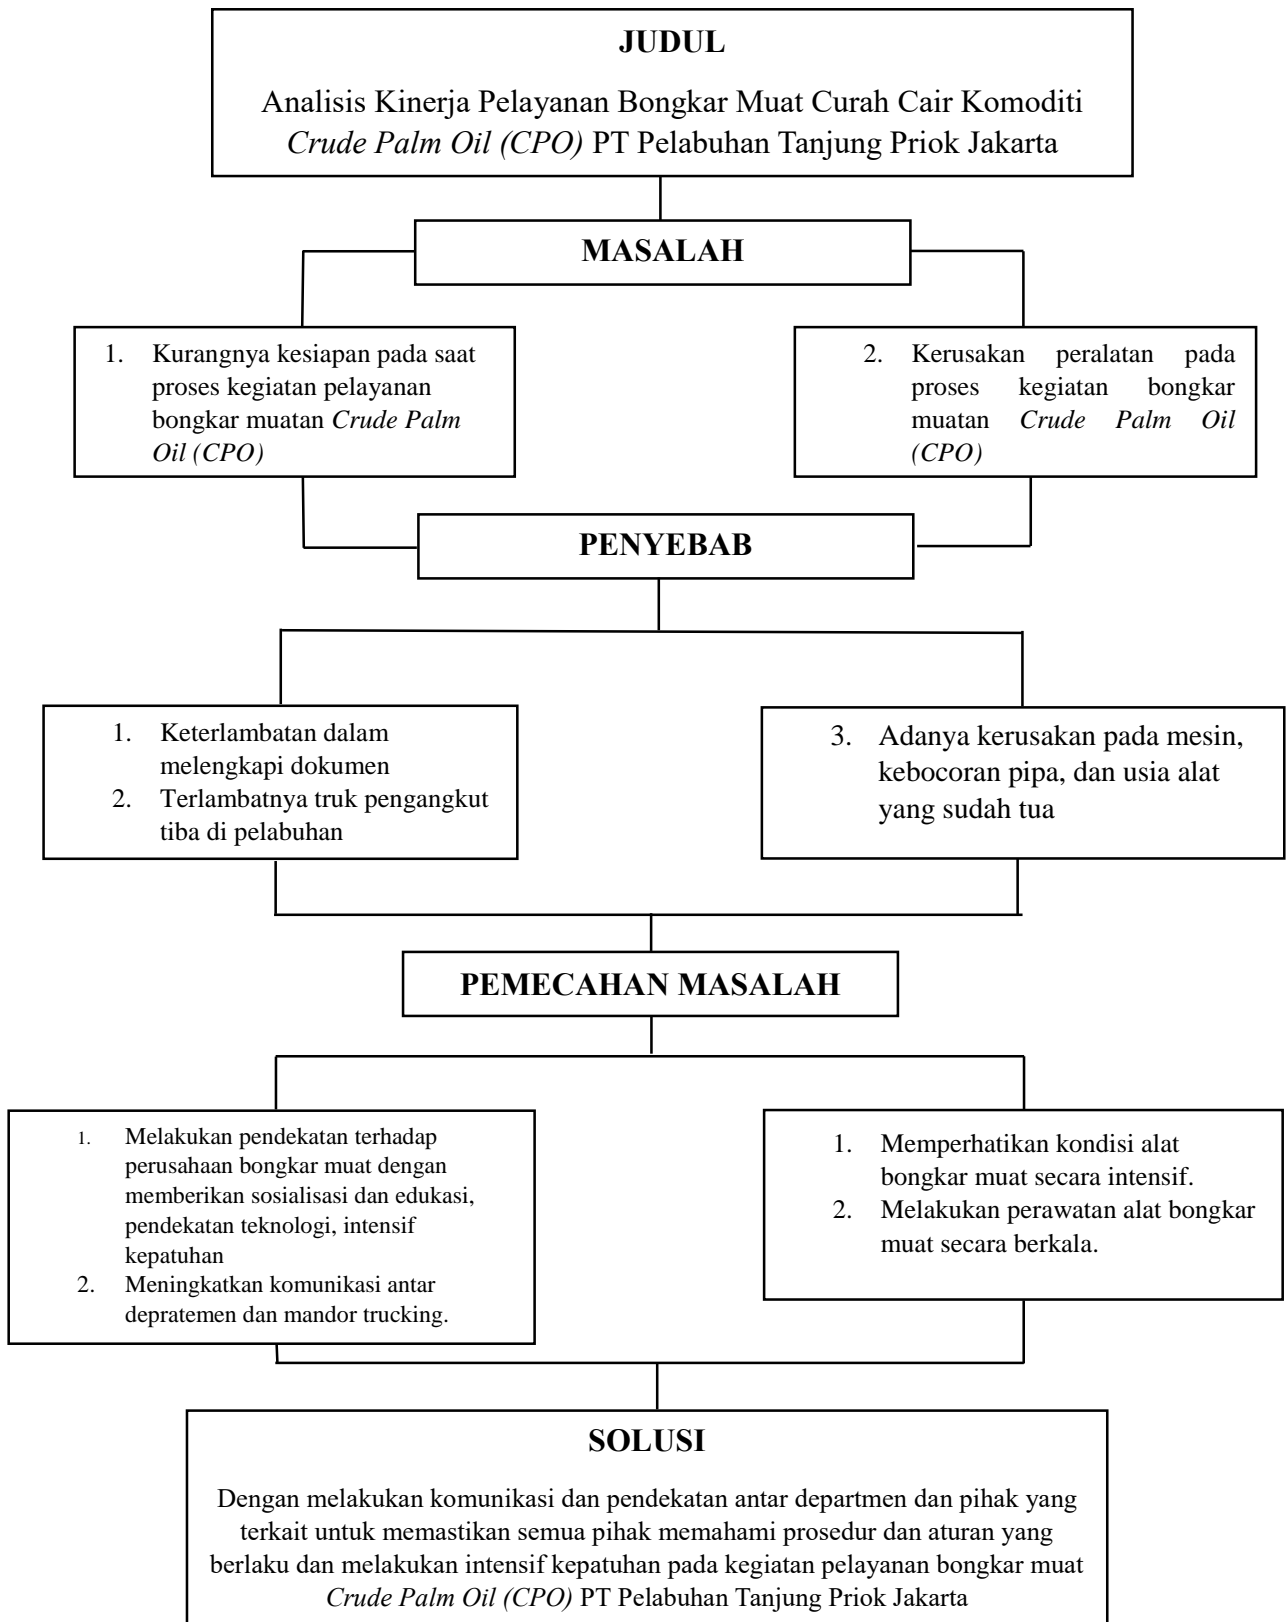 JUDUL
Analisis Kinerja Pelayanan Bongkar Muat Curah Cair Komoditi
Crude Palm Oil (CPO) PT Pelabuhan Tanjung Priok Jakarta
MASALAH
1. Kurangnya kesiapan pada saat
proses kegiatan pelayanan
bongkar muatan Crude Palm
Oil (CPO)
2. Kerusakan peralatan pada
proses kegiatan bongkar
muatan Crude Palm Oil
(CPO)
PENYEBAB
1. Keterlambatan dalam
melengkapi dokumen
2. Terlambatnya truk pengangkut
tiba di pelabuhan
3. Adanya kerusakan pada mesin,
kebocoran pipa, dan usia alat
yang sudah tua
PEMECAHAN MASALAH
1. Melakukan pendekatan terhadap
perusahaan bongkar muat dengan
memberikan sosialisasi dan edukasi,
pendekatan teknologi, intensif
kepatuhan
2. Meningkatkan komunikasi antar
depratemen dan mandor trucking.
1. Memperhatikan kondisi alat
bongkar muat secara intensif.
2. Melakukan perawatan alat bongkar
muat secara berkala.
SOLUSI
Dengan melakukan komunikasi dan pendekatan antar departmen dan pihak yang
terkait untuk memastikan semua pihak memahami prosedur dan aturan yang
berlaku dan melakukan intensif kepatuhan pada kegiatan pelayanan bongkar muat
Crude Palm Oil (CPO) PT Pelabuhan Tanjung Priok Jakarta